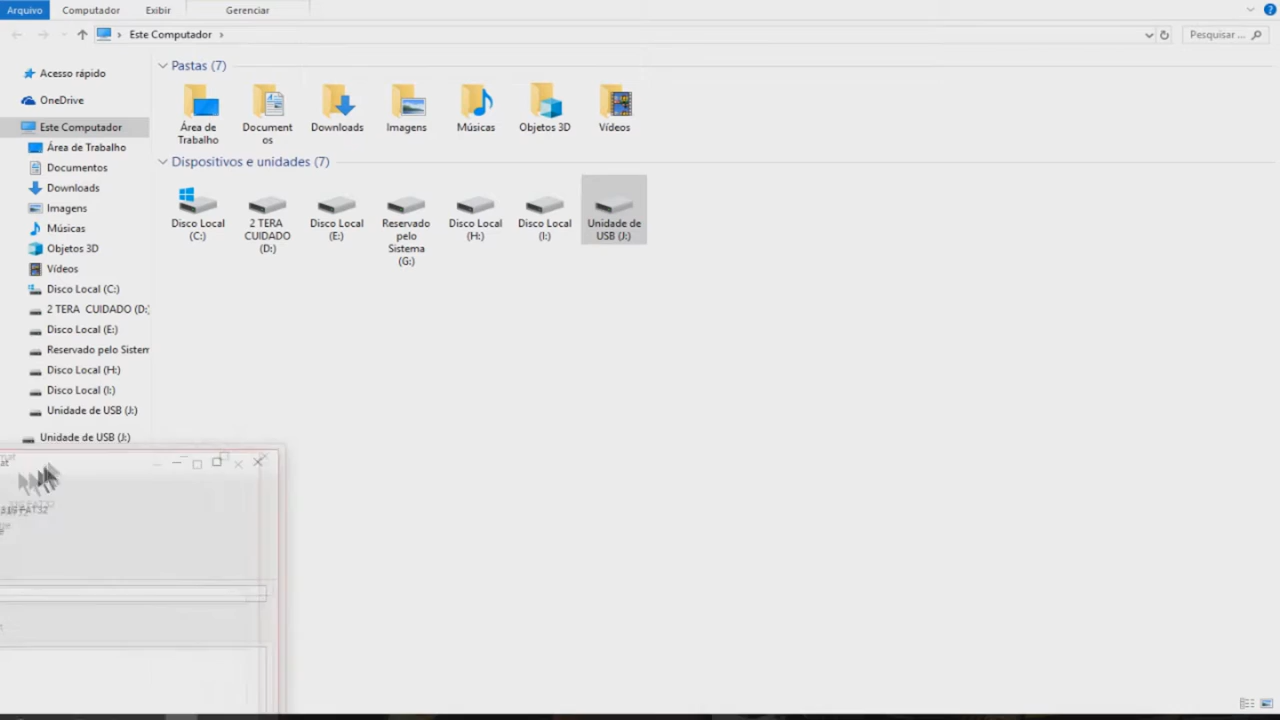 Arquivo Computador Exibir Gerenciar
Este Computador
Pesquisar ...
Acesso rápido
OneDrive
Este Computador
Área de Trabalho
Documentos
Downloads
Imagens
Músicas
Objetos 3D
Vídeos
Disco Local (C:)
2 TERA CUIDADO (D:
Disco Local (E:)
Reservado pelo Sistem
Disco Local (H:)
Disco Local (I:)
Unidade de USB (J:)
Unidade de USB (J:)
Pastas (7)
Área de
Trabalho
Document
os
Downloads
Imagens
Músicas
Objetos 3D
Vídeos
Dispositivos e unidades (7)
Disco Local
(C:)
2 TERA
CUIDADO
(D:)
Disco Local
(E:)
Reservado
pelo
Sistema
(G:)
Disco Local
(H:)
Disco Local
(I:)
Unidade de
USB (J:)
FAT32